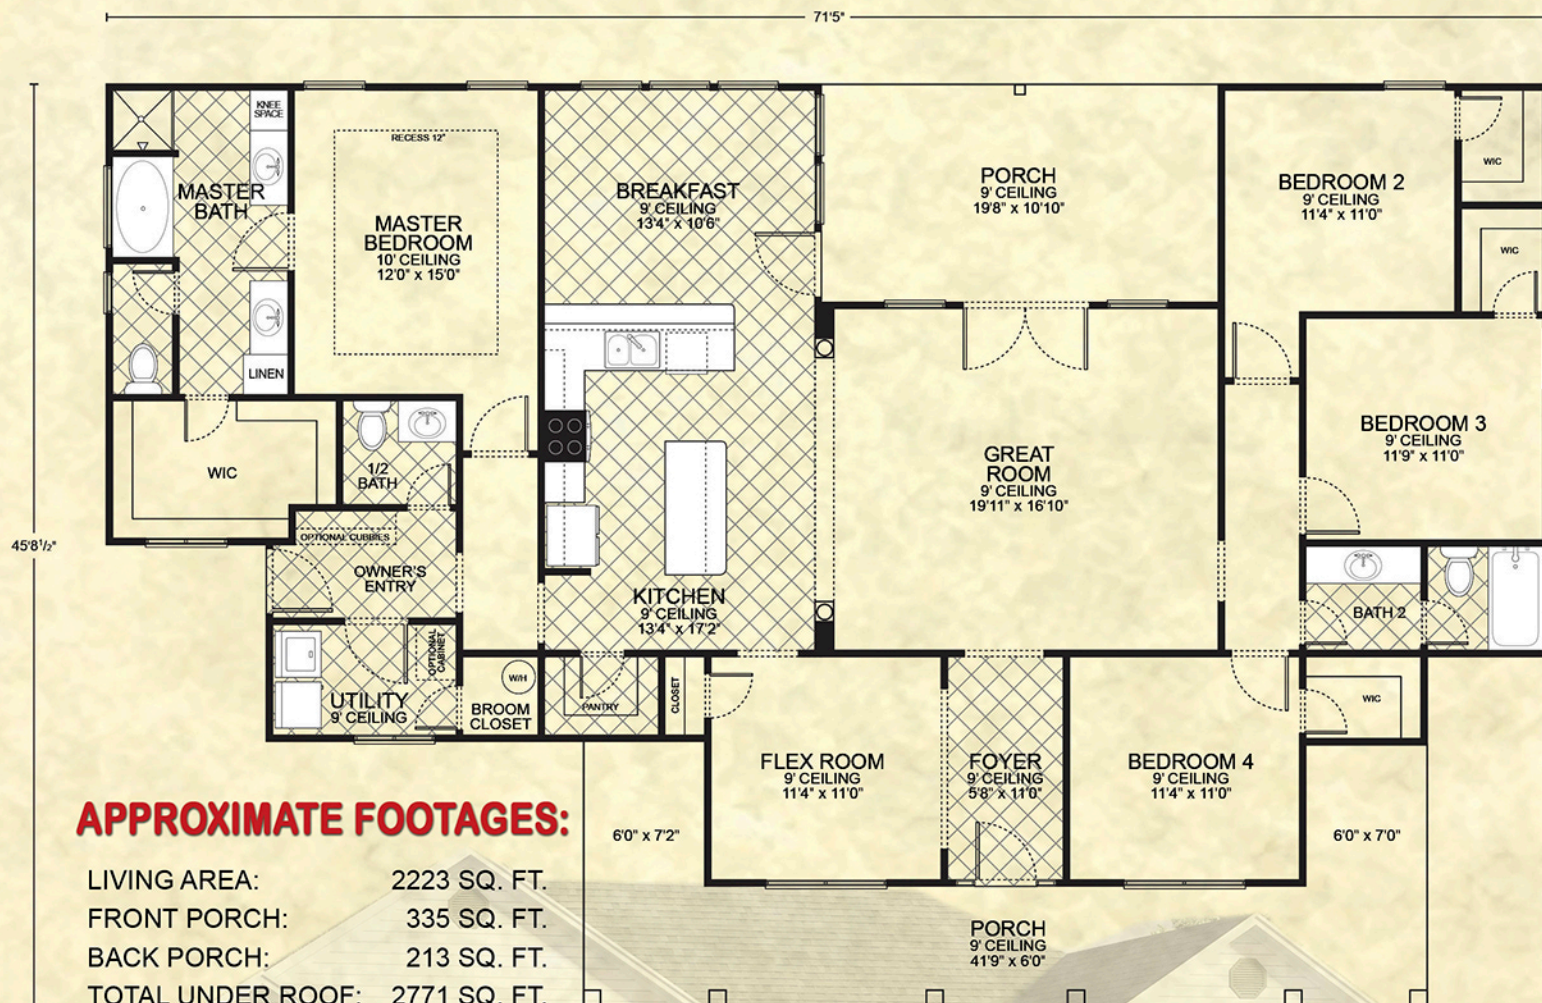 71'5"
45'8½"
KNEE
SPACE
MASTER
BATH
LINEN
RECESS 12"
MASTER
BEDROOM
10' CEILING
12'0" x 15'0"
BREAKFAST
9' CEILING
13'4" x 10'6"
PORCH
9' CEILING
19'8" x 10'10"
BEDROOM 2
9' CEILING
11'4" x 11'0"
WIC
WIC
BEDROOM 3
9' CEILING
11'9" x 11'0"
WIC
1/2
BATH
GREAT
ROOM
9' CEILING
19'11" x 16'10"
OPTIONAL CUBBIES
OWNER'S
ENTRY
KITCHEN
9' CEILING
13'4" x 17'2"
BATH 2
OPTIONAL
CABINET
UTILITY
9' CEILING
W/H
BROOM
CLOSET
PANTRY
CLOSET
WIC
FLEX ROOM
9' CEILING
11'4" x 11'0"
FOYER
9' CEILING
5'8" x 11'0"
BEDROOM 4
9' CEILING
11'4" x 11'0"
6'0" x 7'2"
6'0" x 7'0"
PORCH
9' CEILING
41'9" x 6'0"
APPROXIMATE FOOTAGES:
LIVING AREA: 2223 SQ. FT.
FRONT PORCH: 335 SQ. FT.
BACK PORCH: 213 SQ. FT.
TOTAL UNDER ROOF: 2771 SQ. FT.